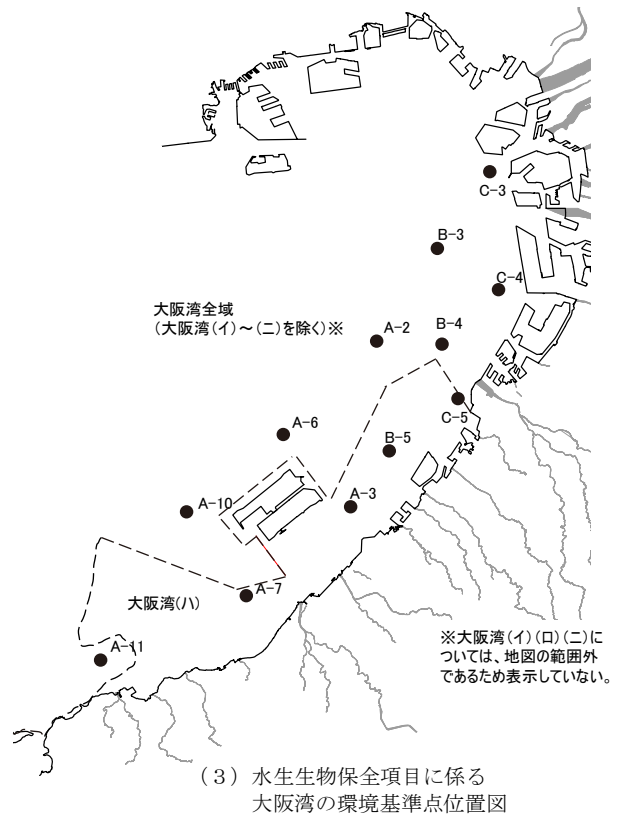 C-3
B-3
C-4
大阪湾全域
(大阪湾(イ)～(ニ)を除く)※
A-2
B-4
C-5
A-6
B-5
A-10
A-3
A-7
大阪湾(ハ)
A-11
※大阪湾(イ)(ロ)(ニ)に
ついては、地図の範囲外
であるため表示していない。
(3)水生生物保全項目に係る
大阪湾の環境基準点位置図